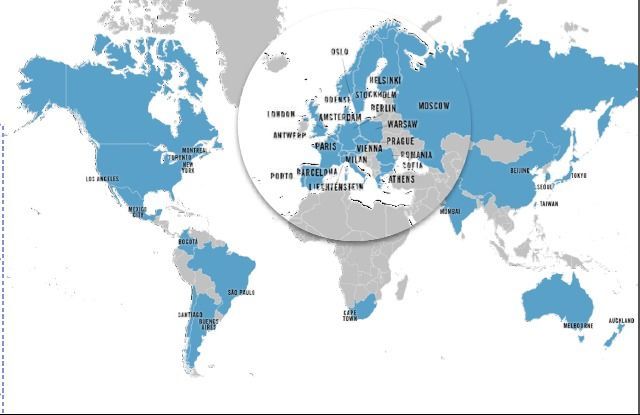 OSLO
HELSINKI
STOCKHOLM
ODENSE
BERLIN
MOSCOW
LONDON
AMSTERDAM
WARSAW
ANTWERP
PRAGUE
PARIS
VIENNA
ROMANIA
MILAN
SOFIA
PORTO
BARCELONA
ATHENS
LIECHTENSTEIN
MONTREAL
TORONTO
NEW
YORK
LOS ANGELES
MEXICO
CITY
BOGOTA
SÃO PAULO
SANTIAGO
BUENOS
AIRES
CAPE
TOWN
MUMBAI
BEIJING
SEOUL
TOKYO
TAIWAN
MELBOURNE
AUCKLAND